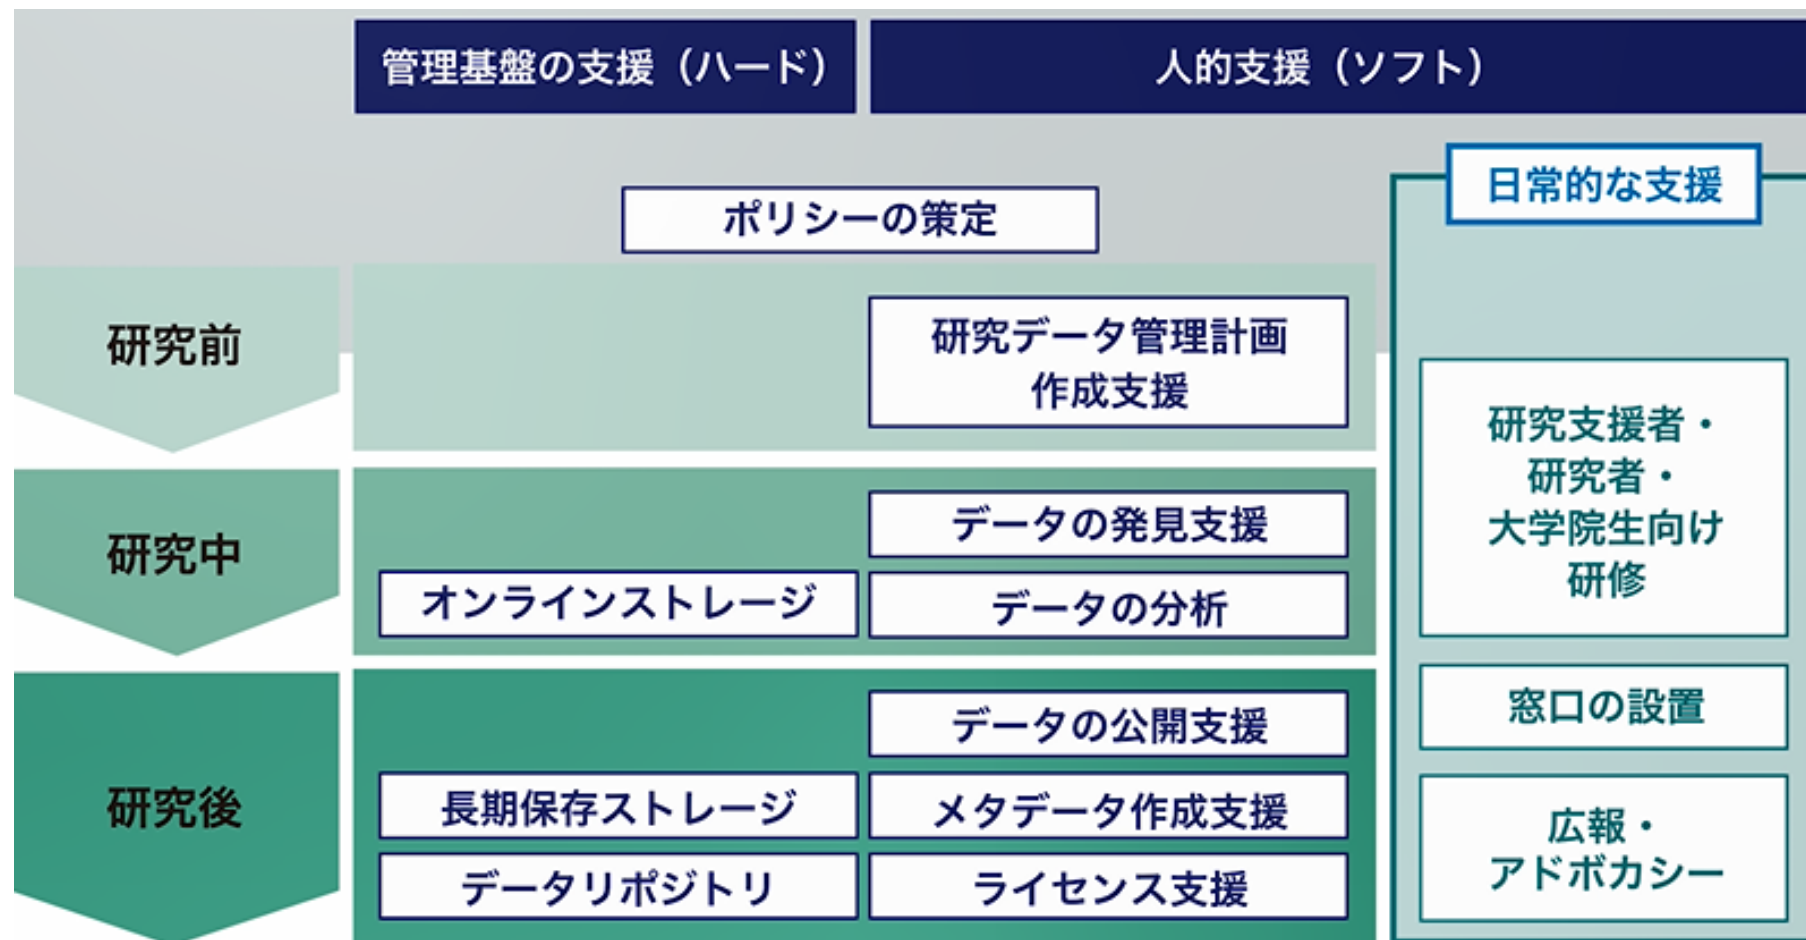 管理基盤の支援（ハード）
人的支援（ソフト）
日常的な支援
ポリシーの策定
研究前
研究データ管理計画
作成支援
研究中
データの発見支援
オンラインストレージ
データの分析
研究後
データの公開支援
長期保存ストレージ
メタデータ作成支援
データリポジトリ
ライセンス支援
研究支援者・
研究者・
大学院生向け
研修
窓口の設置
広報・
アドボカシー